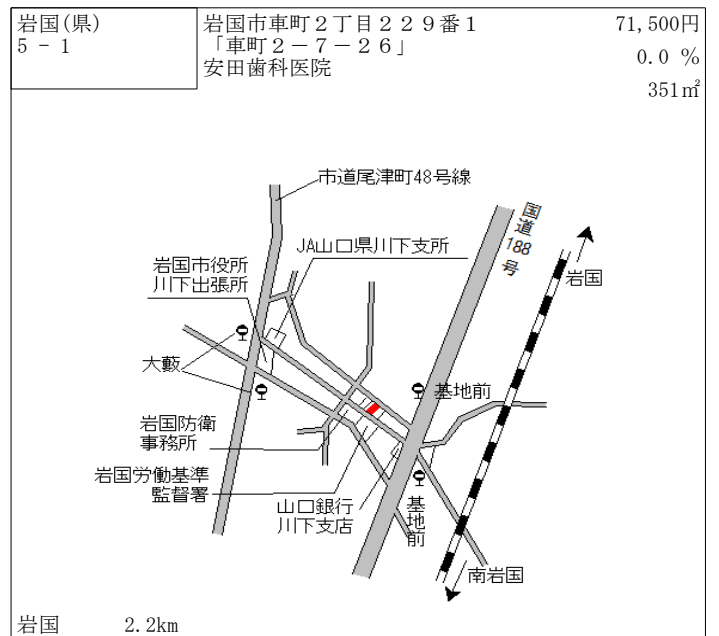 岩国(県)
5 - 1
岩国市車町２丁目２２９番１
「車町２－７－２６」
安田歯科医院
71,500円
0.0 %
351㎡
市道尾津町48号線
国道188号
岩国
JA山口県川下支所
岩国市役所
川下出張所
大藪
基地前
岩国防衛
事務所
岩国労働基準
監督署
山口銀行
川下支店
基地前
南岩国
岩国 2.2km